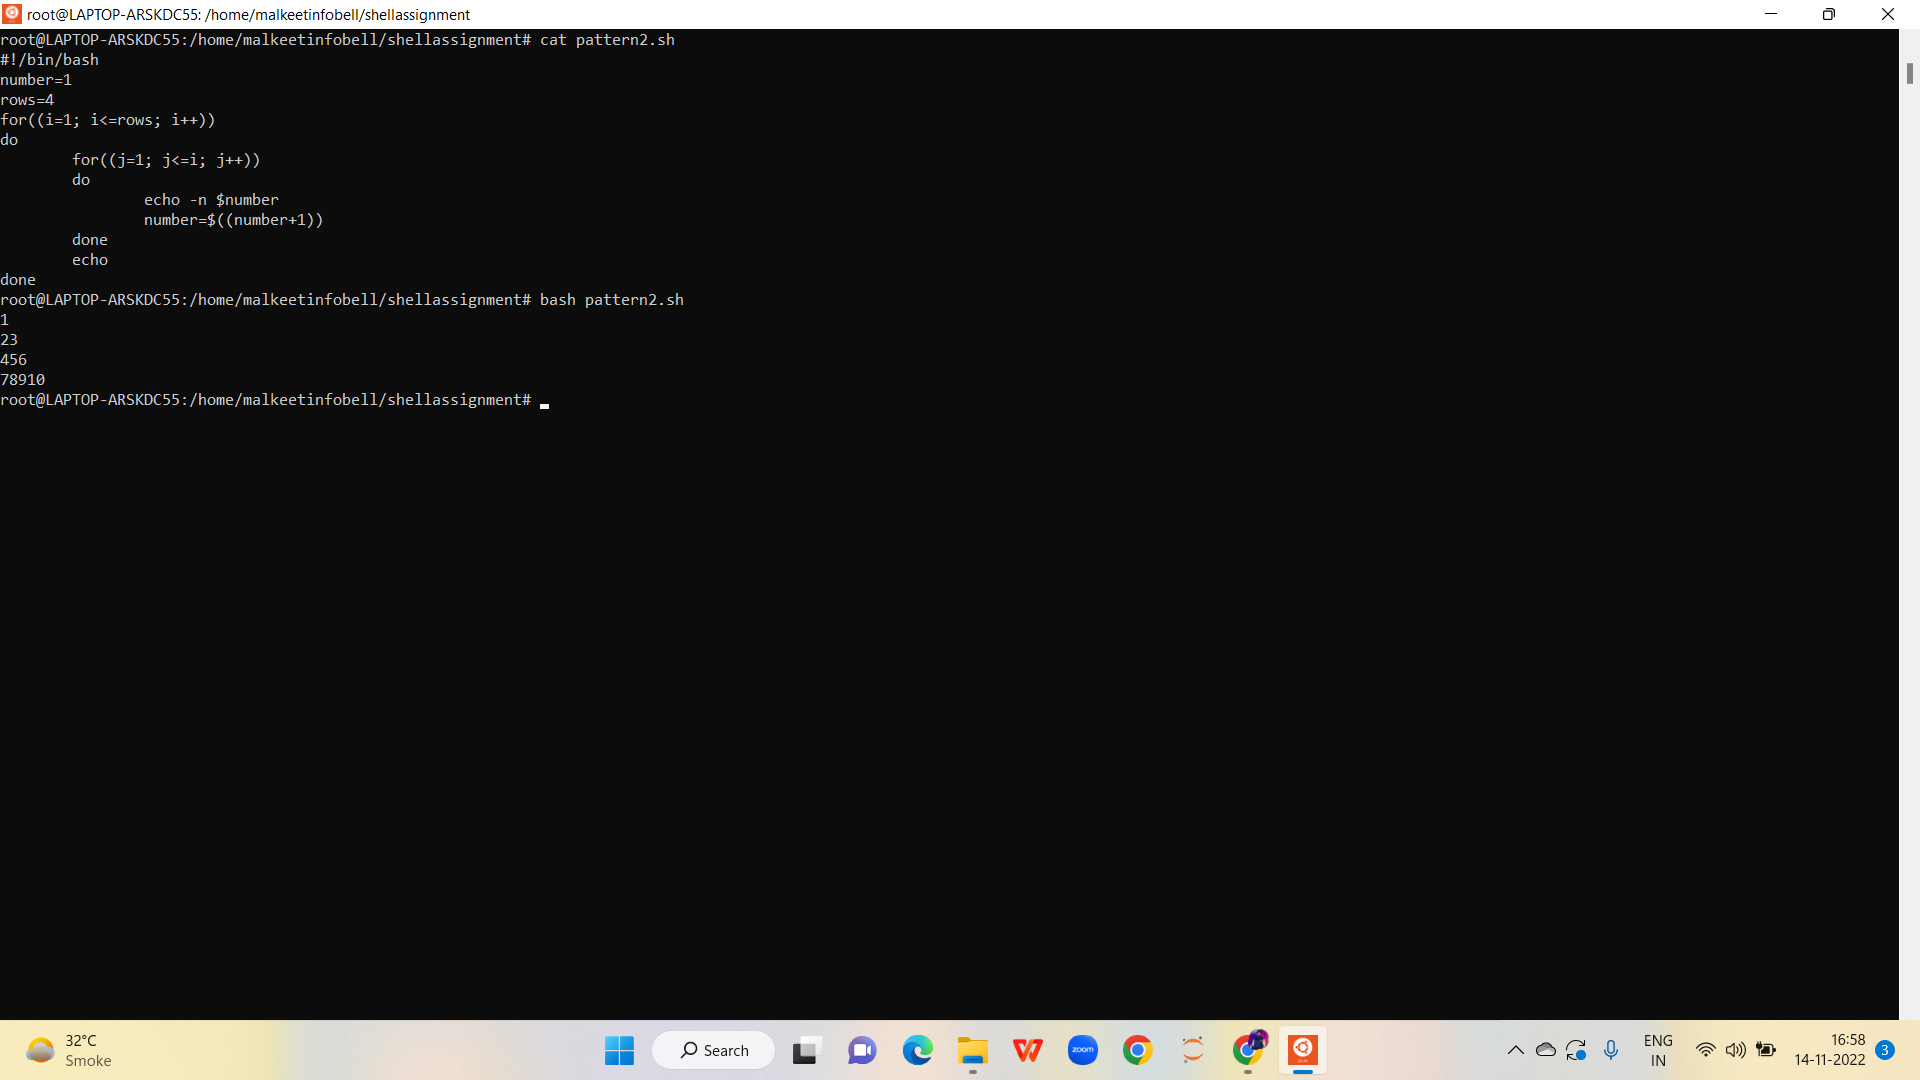 root@LAPTOP-ARSKDC55: /home/malkeetinfobell/shellassignment
root@LAPTOP-ARSKDC55:/home/malkeetinfobell/shellassignment# cat pattern2.sh
#!/bin/bash
number=1
rows=4
for((i=1; i<=rows; i++))
do
        for((j=1; j<=i; j++))
        do
                echo -n $number
                number=$((number+1))
        done
        echo
done
root@LAPTOP-ARSKDC55:/home/malkeetinfobell/shellassignment# bash pattern2.sh
1
23
456
78910
root@LAPTOP-ARSKDC55:/home/malkeetinfobell/shellassignment#
32°C
Smoke
Search
zoom
ENG
IN
16:58
14-11-2022
3